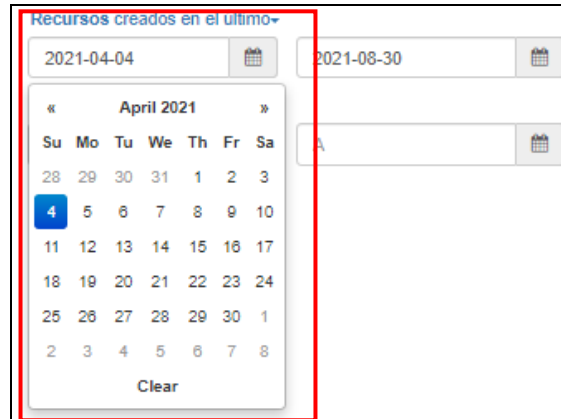 Recursos creados en el último
2021-04-04
2021-08-30
« April 2021 »
Su Mo Tu We Th Fr Sa
A
28 29 30 31 1 2 3
4 5 6 7 8 9 10
11 12 13 14 15 16 17
18 19 20 21 22 23 24
25 26 27 28 29 30 1
2 3 4 5 6 7 8
Clear